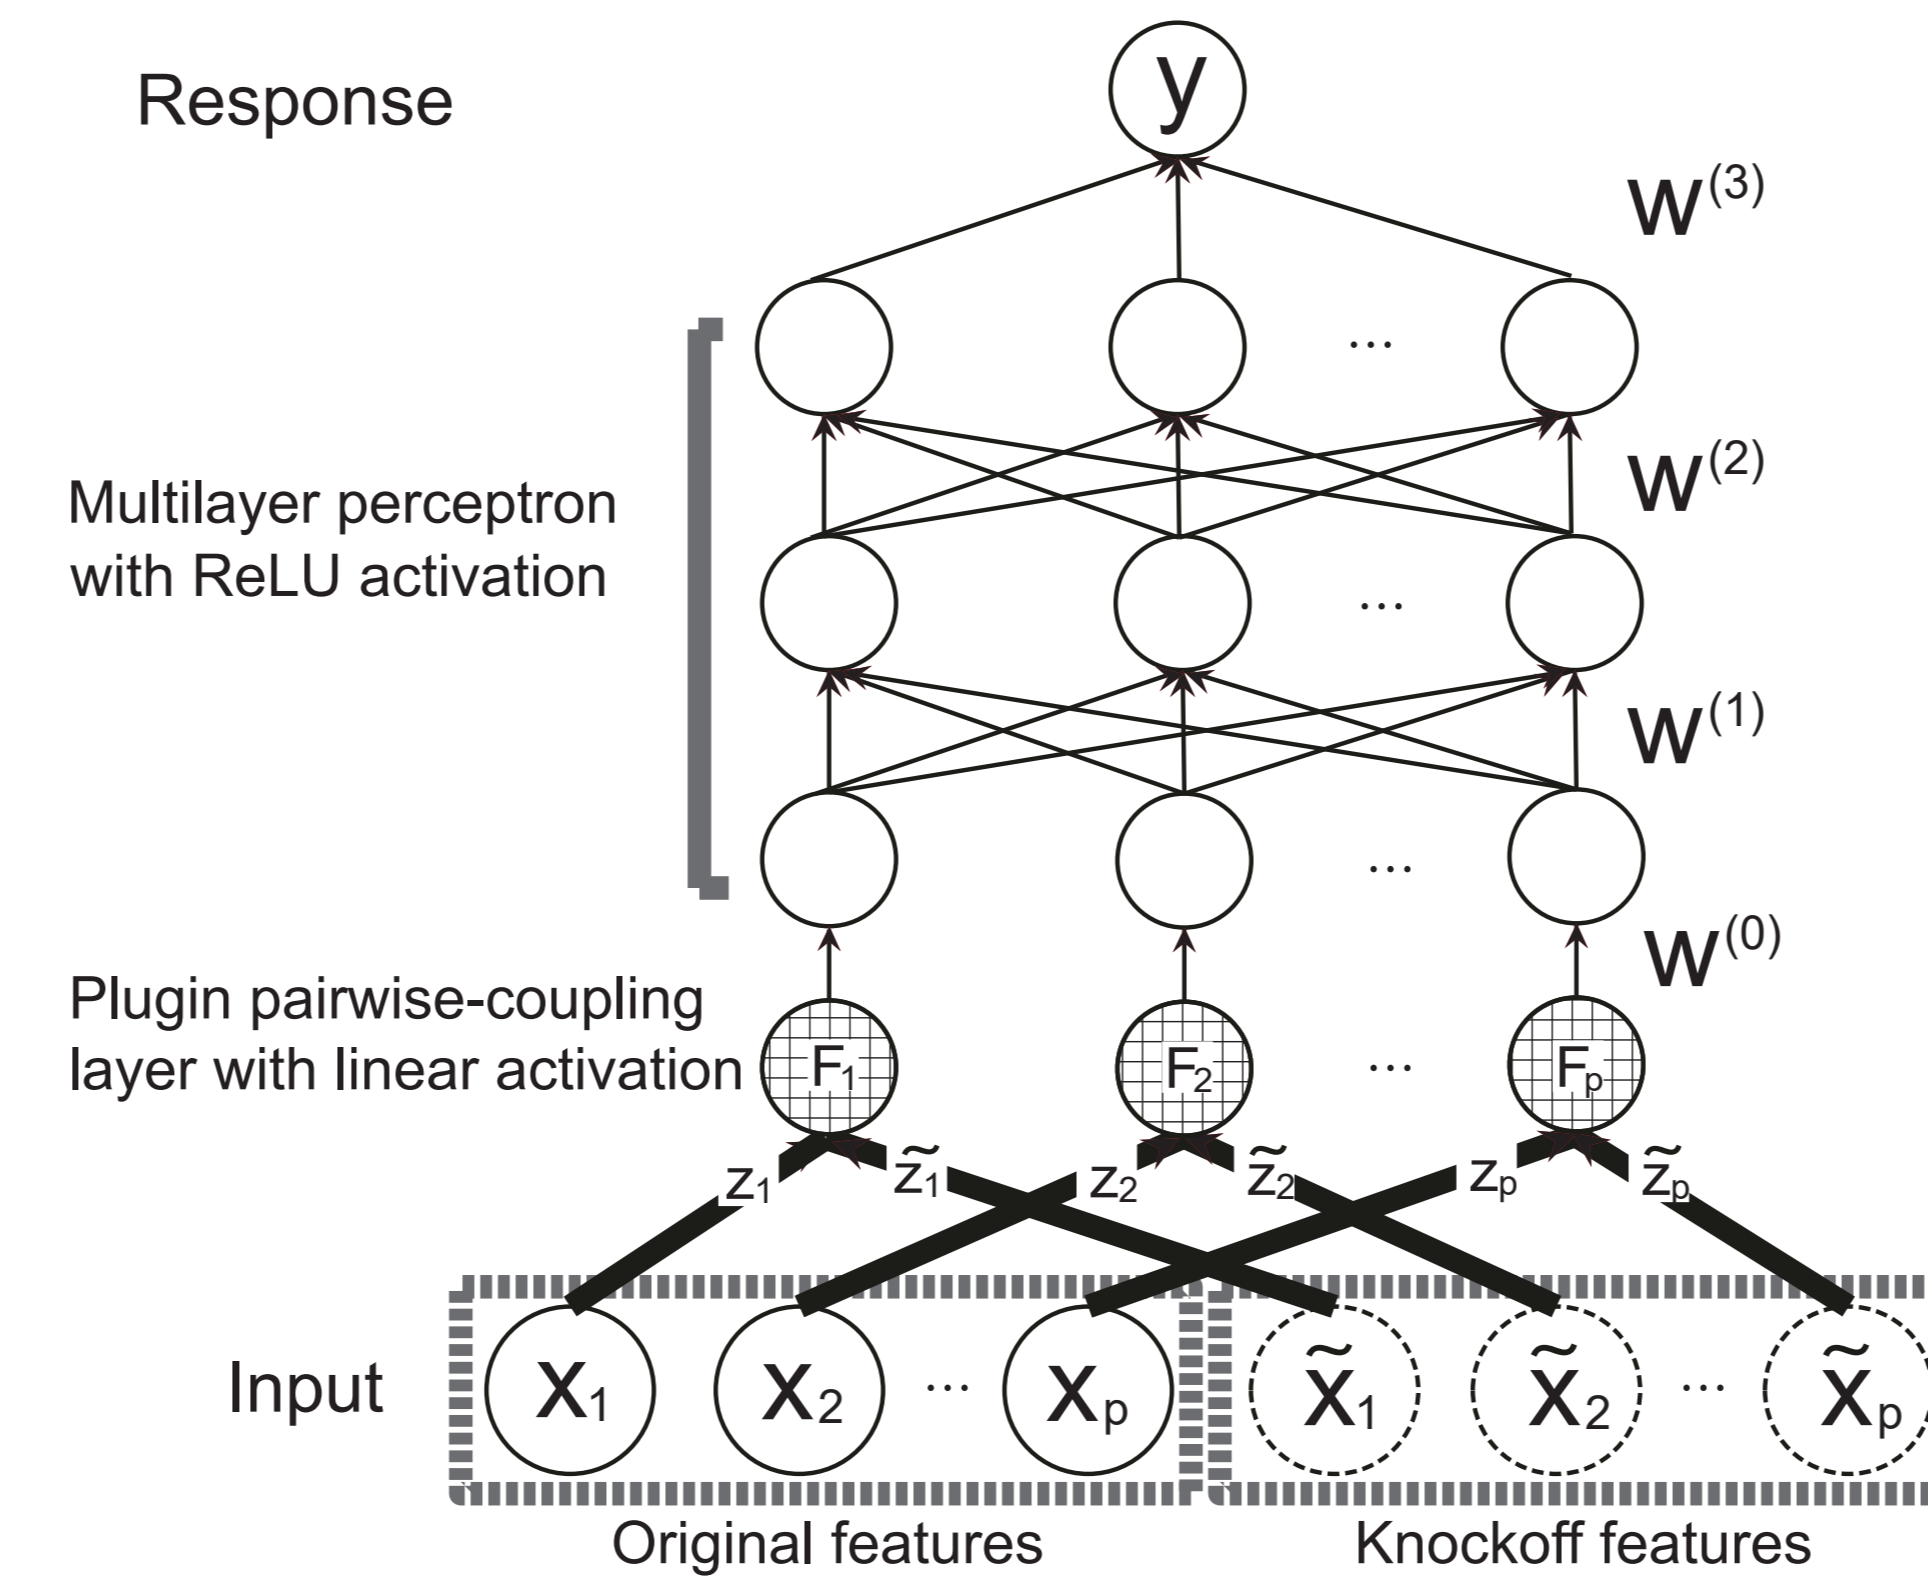 Response
y
W⁽³⁾
...
W⁽²⁾
Multilayer perceptron
with ReLU activation
...
W⁽¹⁾
...
W⁽⁰⁾
Plugin pairwise-coupling
layer with linear activation
F₁ F₂ ... Fₚ
z₁ z̃₁ z₂ z̃₂ zₚ z̃ₚ
Input
x₁ x₂ ... xₚ x̃₁ x̃₂ ... x̃ₚ
Original features
Knockoff features